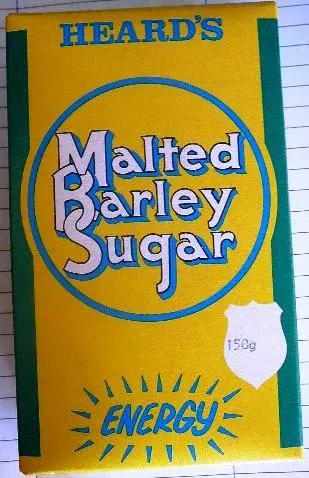 HEARD'S
Malted
Barley
Sugar
150g
ENERGY